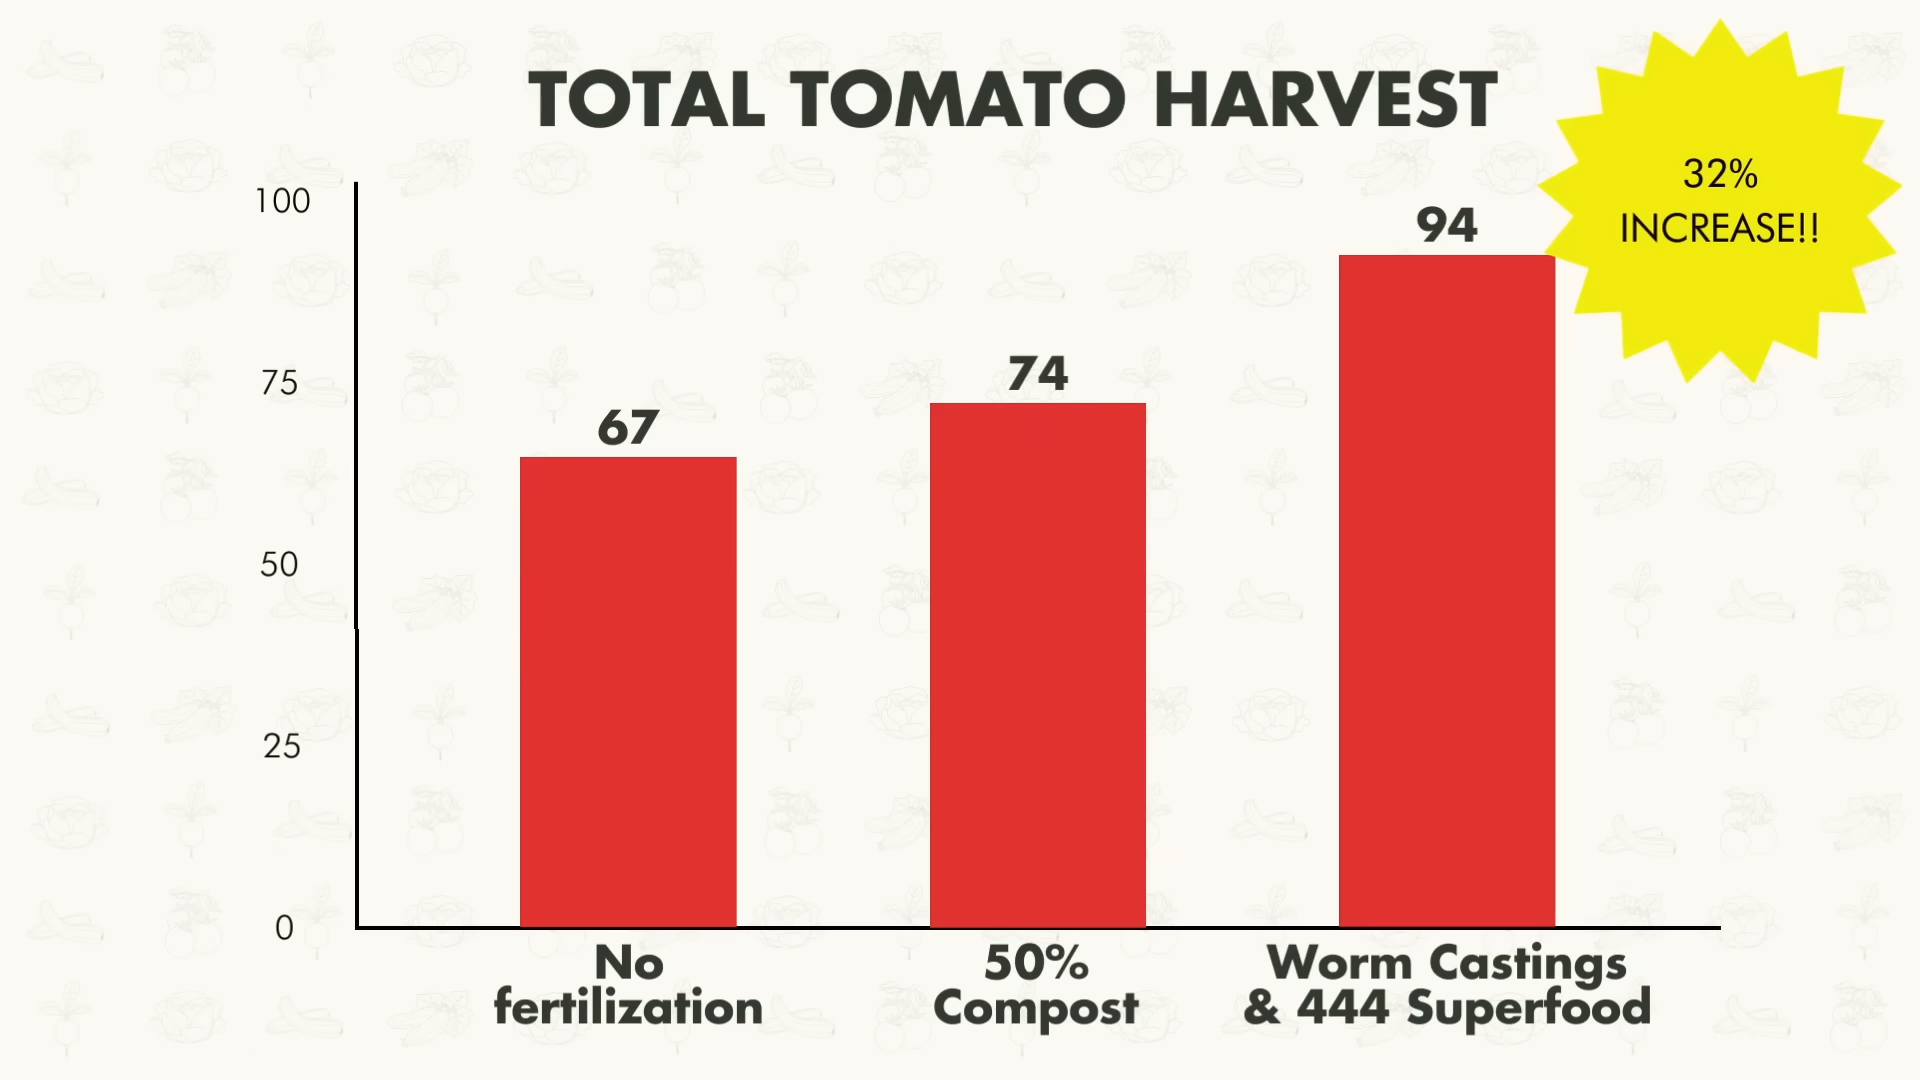 TOTAL TOMATO HARVEST
32%
INCREASE!!
100
75
50
25
0
67
74
94
No
fertilization
50%
Compost
Worm Castings
& 444 Superfood